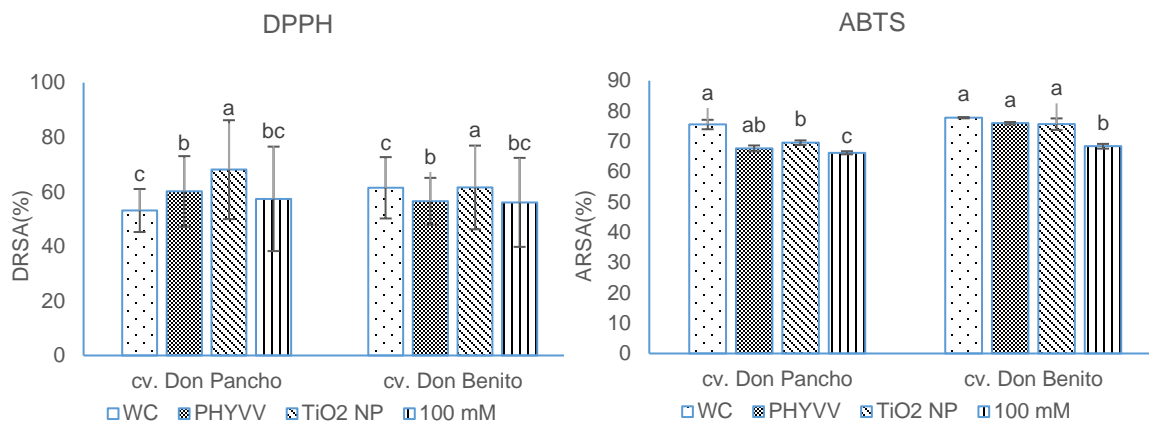 DPPH
100
80
60
40
20
0
DRSA(%)
c
b
a
bc
c
b
a
bc
cv. Don Pancho
cv. Don Benito
WC PHYVV TiO2 NP 100 mM
ABTS
90
80
70
60
50
40
30
20
10
0
ARSA(%)
a
ab
b
c
a
a
a
b
cv. Don Pancho
cv. Don Benito
WC PHYVV TiO2 NP 100 mM